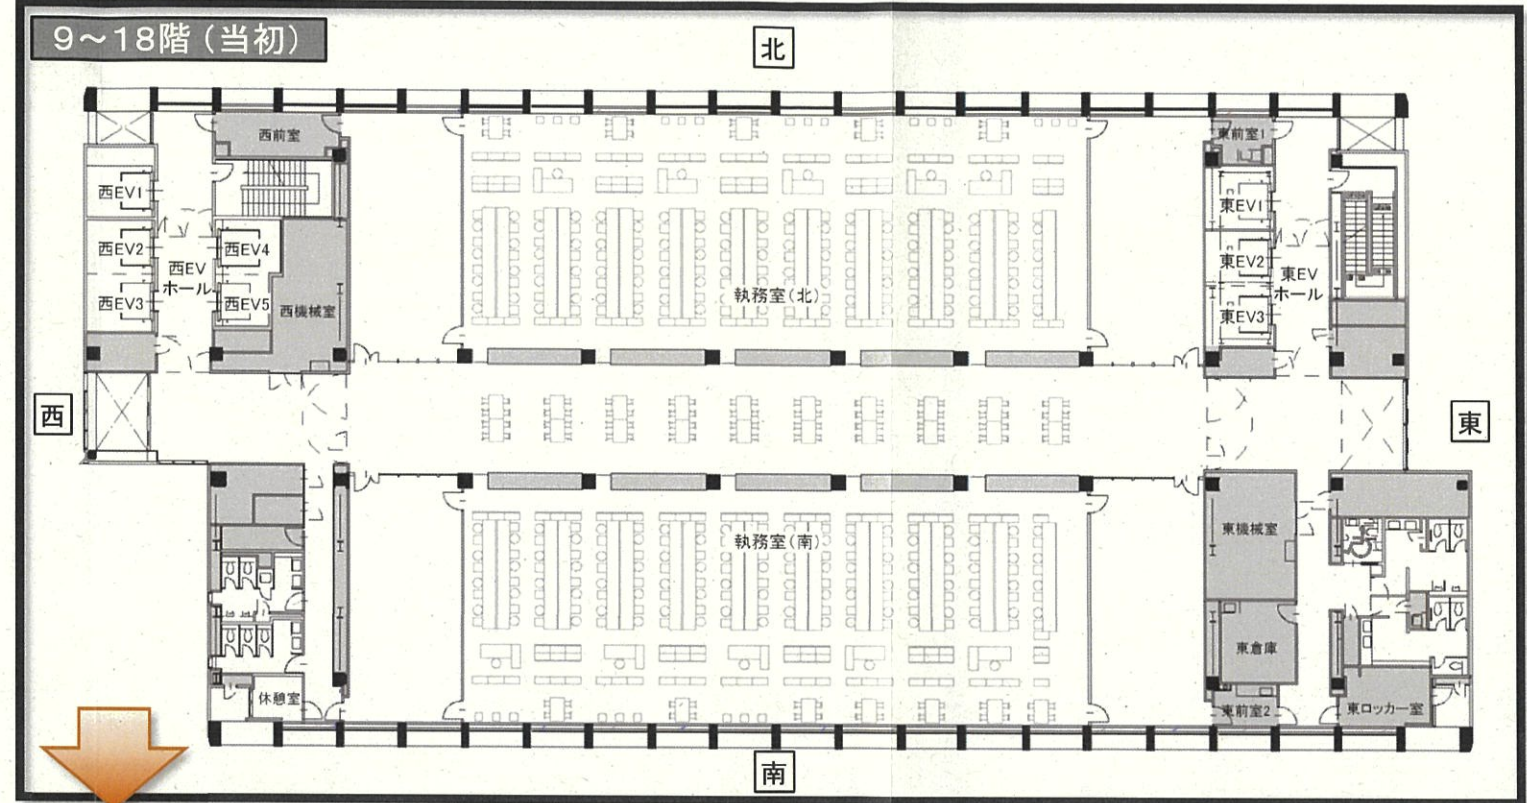 9～18階（当初）
北
西前室
東前室1
西EV1
東EV1
西EV2
西EV4
東EV2
西EV
ホール
東EV
ホール
執務室（北）
西EV3
西EV5
西機械室
東EV3
西
東
執務室（南）
東機械室
東倉庫
休憩室
東前室2
東ロッカー室
南